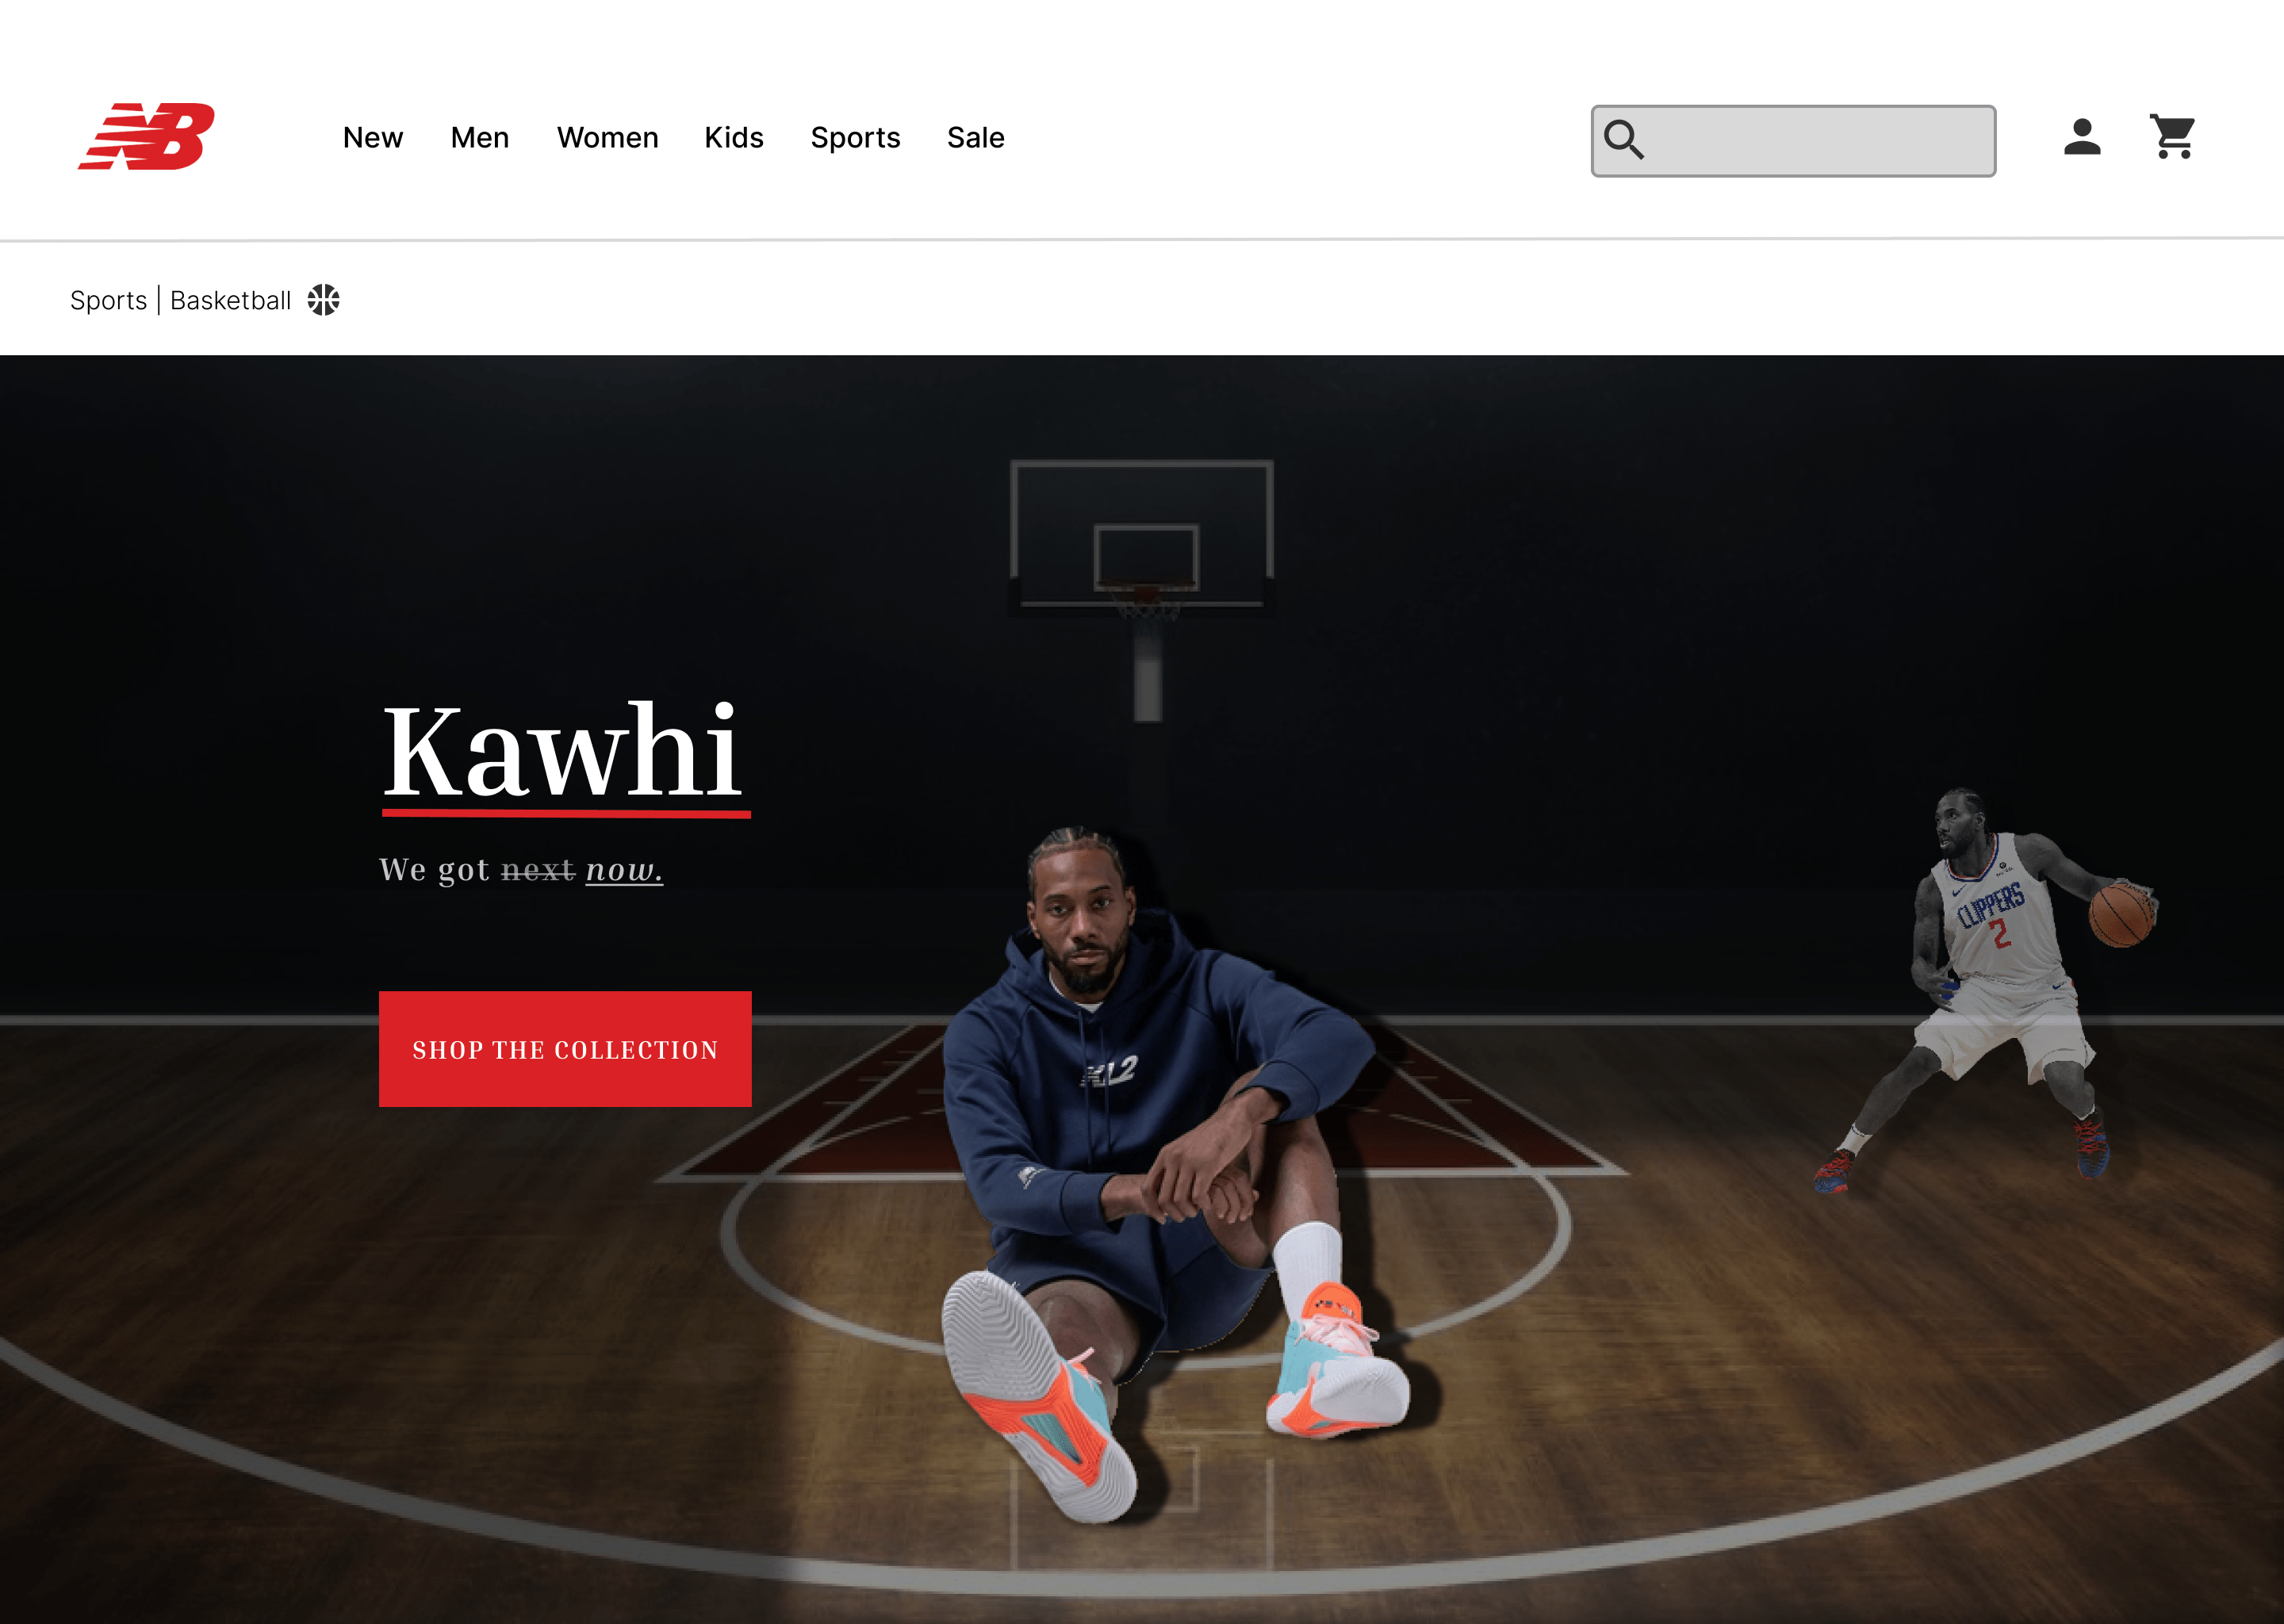 NB
New Men Women Kids Sports Sale
Sports | Basketball
Kawhi
We got next now.
SHOP THE COLLECTION
CLIPPERS
2